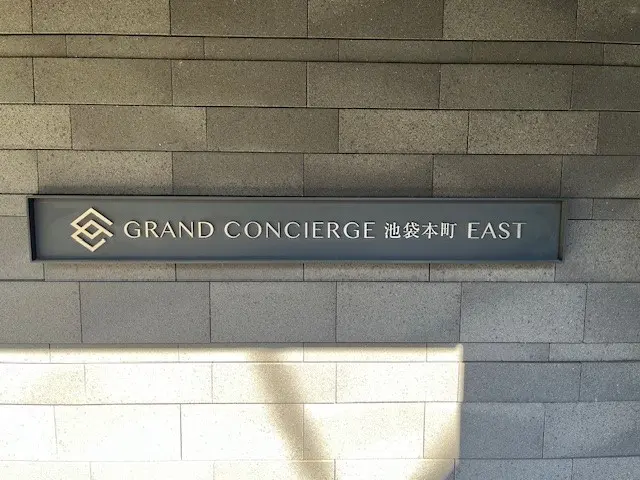 GRAND CONCIERGE 池袋本町 EAST